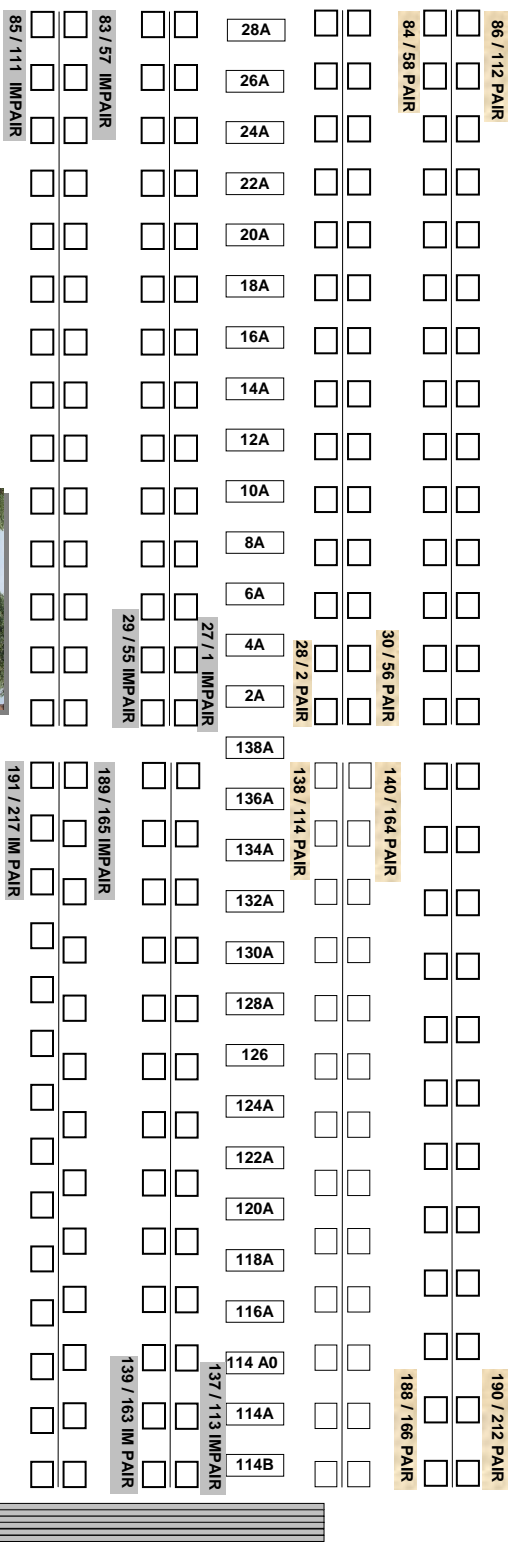 85 / 111 IMPAIR
83 / 57 IMPAIR
28A
84 / 58 PAIR
86 / 112 PAIR
26A
24A
22A
20A
18A
16A
14A
12A
10A
8A
6A
29 / 55 IMPAIR
27 / 1 IMPAIR
4A
28 / 2 PAIR
30 / 56 PAIR
2A
138A
191 / 217 IM PAIR
189 / 165 IMPAIR
136A
138 / 114 PAIR
140 / 164 PAIR
134A
132A
130A
128A
126
124A
122A
120A
118A
116A
114 A0
139 / 163 IM PAIR
137 / 113 IMPAIR
114A
188 / 166 PAIR
190 / 212 PAIR
114B